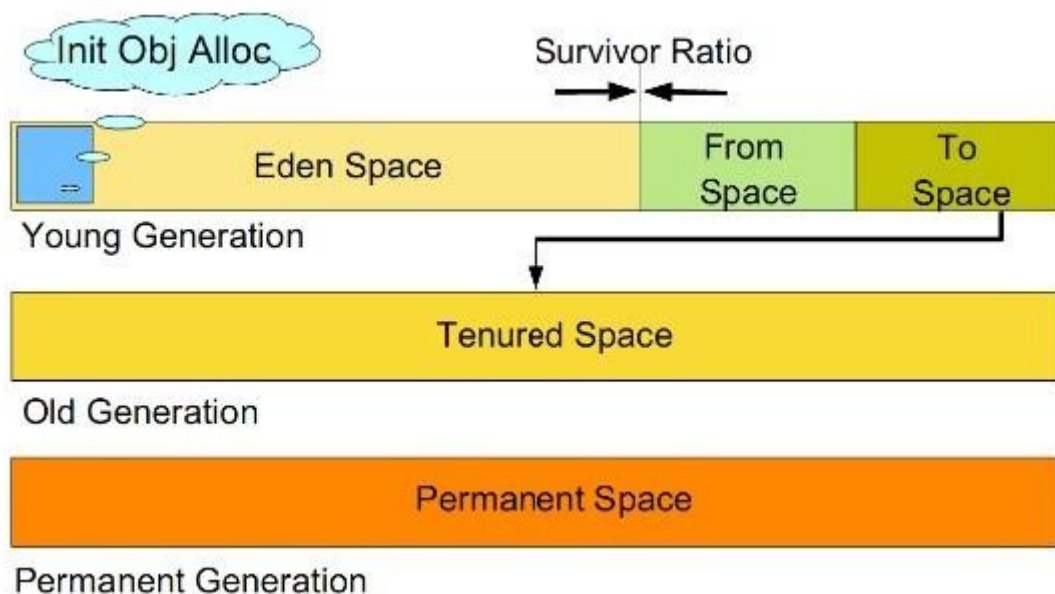 Init Obj Alloc
Survivor Ratio
Eden Space
From
Space
To
Space
Young Generation
Tenured Space
Old Generation
Permanent Space
Permanent Generation